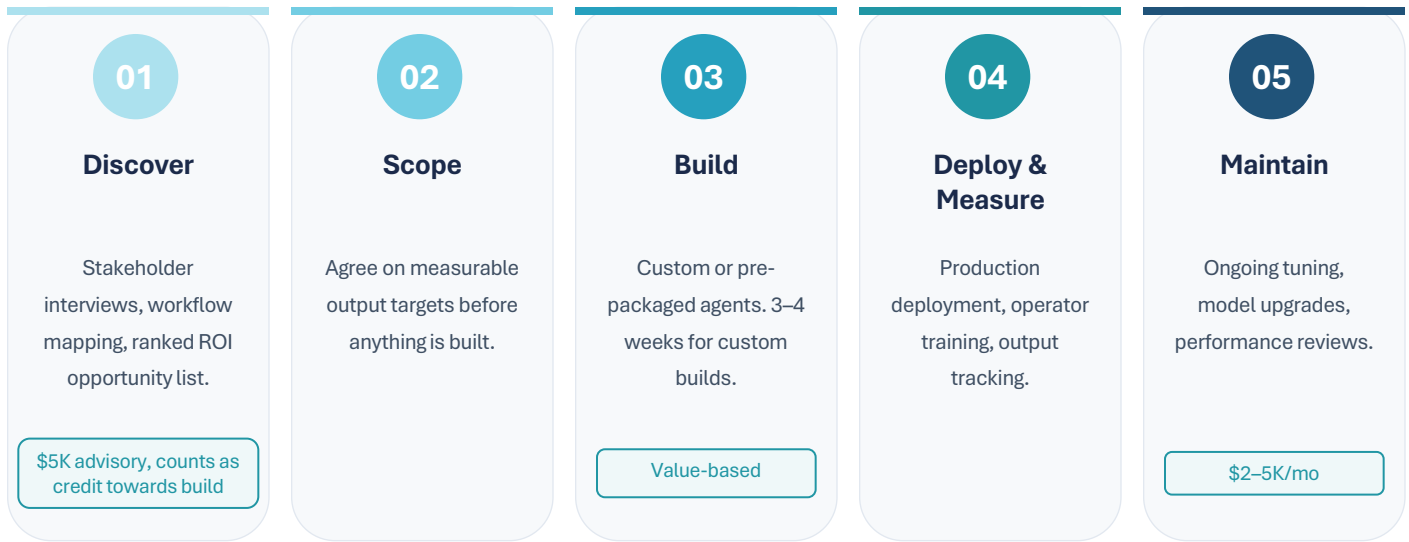 01
Discover
Stakeholder
interviews, workflow
mapping, ranked ROI
opportunity list.
$5K advisory, counts as
credit towards build
02
Scope
Agree on measurable
output targets before
anything is built.
03
Build
Custom or pre-
packaged agents. 3–4
weeks for custom
builds.
Value-based
04
Deploy &
Measure
Production
deployment, operator
training, output
tracking.
05
Maintain
Ongoing tuning,
model upgrades,
performance reviews.
$2–5K/mo